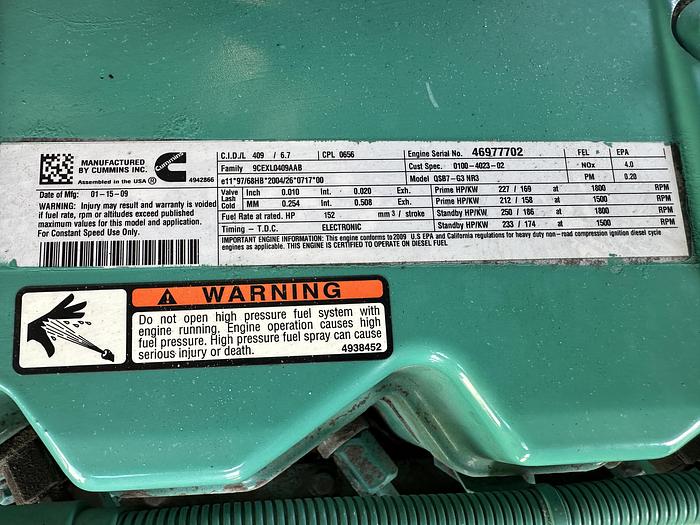 MANUFACTURED
BY CUMMINS INC.
Assembled in the USA
Cummins
4942866
Date of Mfg: 01-15-09
WARNING: Injury may result and warranty is voided
if fuel rate, rpm or altitudes exceed published
maximum values for this model and application.
For Constant Speed Use Only.
C.I.D./L 409 / 6.7 CPL 0656 Engine Serial No. 46977702 FEL EPA
Family 9CEXL0409AAB Cust Spec. 0100-4023-02 NOx 4.0
e11*97/68HB*2004/26*0717*00 Model QSB7-G3 NR3 PM 0.20
Valve Lash Cold Inch 0.010 Int. 0.020 Exh. Prime HP/KW 227 / 169 at 1800 RPM
MM 0.254 Int. 0.508 Exh. Prime HP/KW 212 / 158 at 1500 RPM
Fuel Rate at rated. HP 152 mm3 / stroke Standby HP/KW 250 / 186 at 1800 RPM
Timing - T.D.C. ELECTRONIC Standby HP/KW 233 / 174 at 1500 RPM
IMPORTANT ENGINE INFORMATION: This engine conforms to2009 U.S EPA and California regulations for heavy duty non-road compression ignition diesel cycle
engines as applicable. THIS ENGINE IS CERTIFIED TO OPERATE ON DIESEL FUEL.
WARNING
Do not open high pressure fuel system with
engine running. Engine operation causes high
fuel pressure. High pressure fuel spray can cause
serious injury or death. 4938452